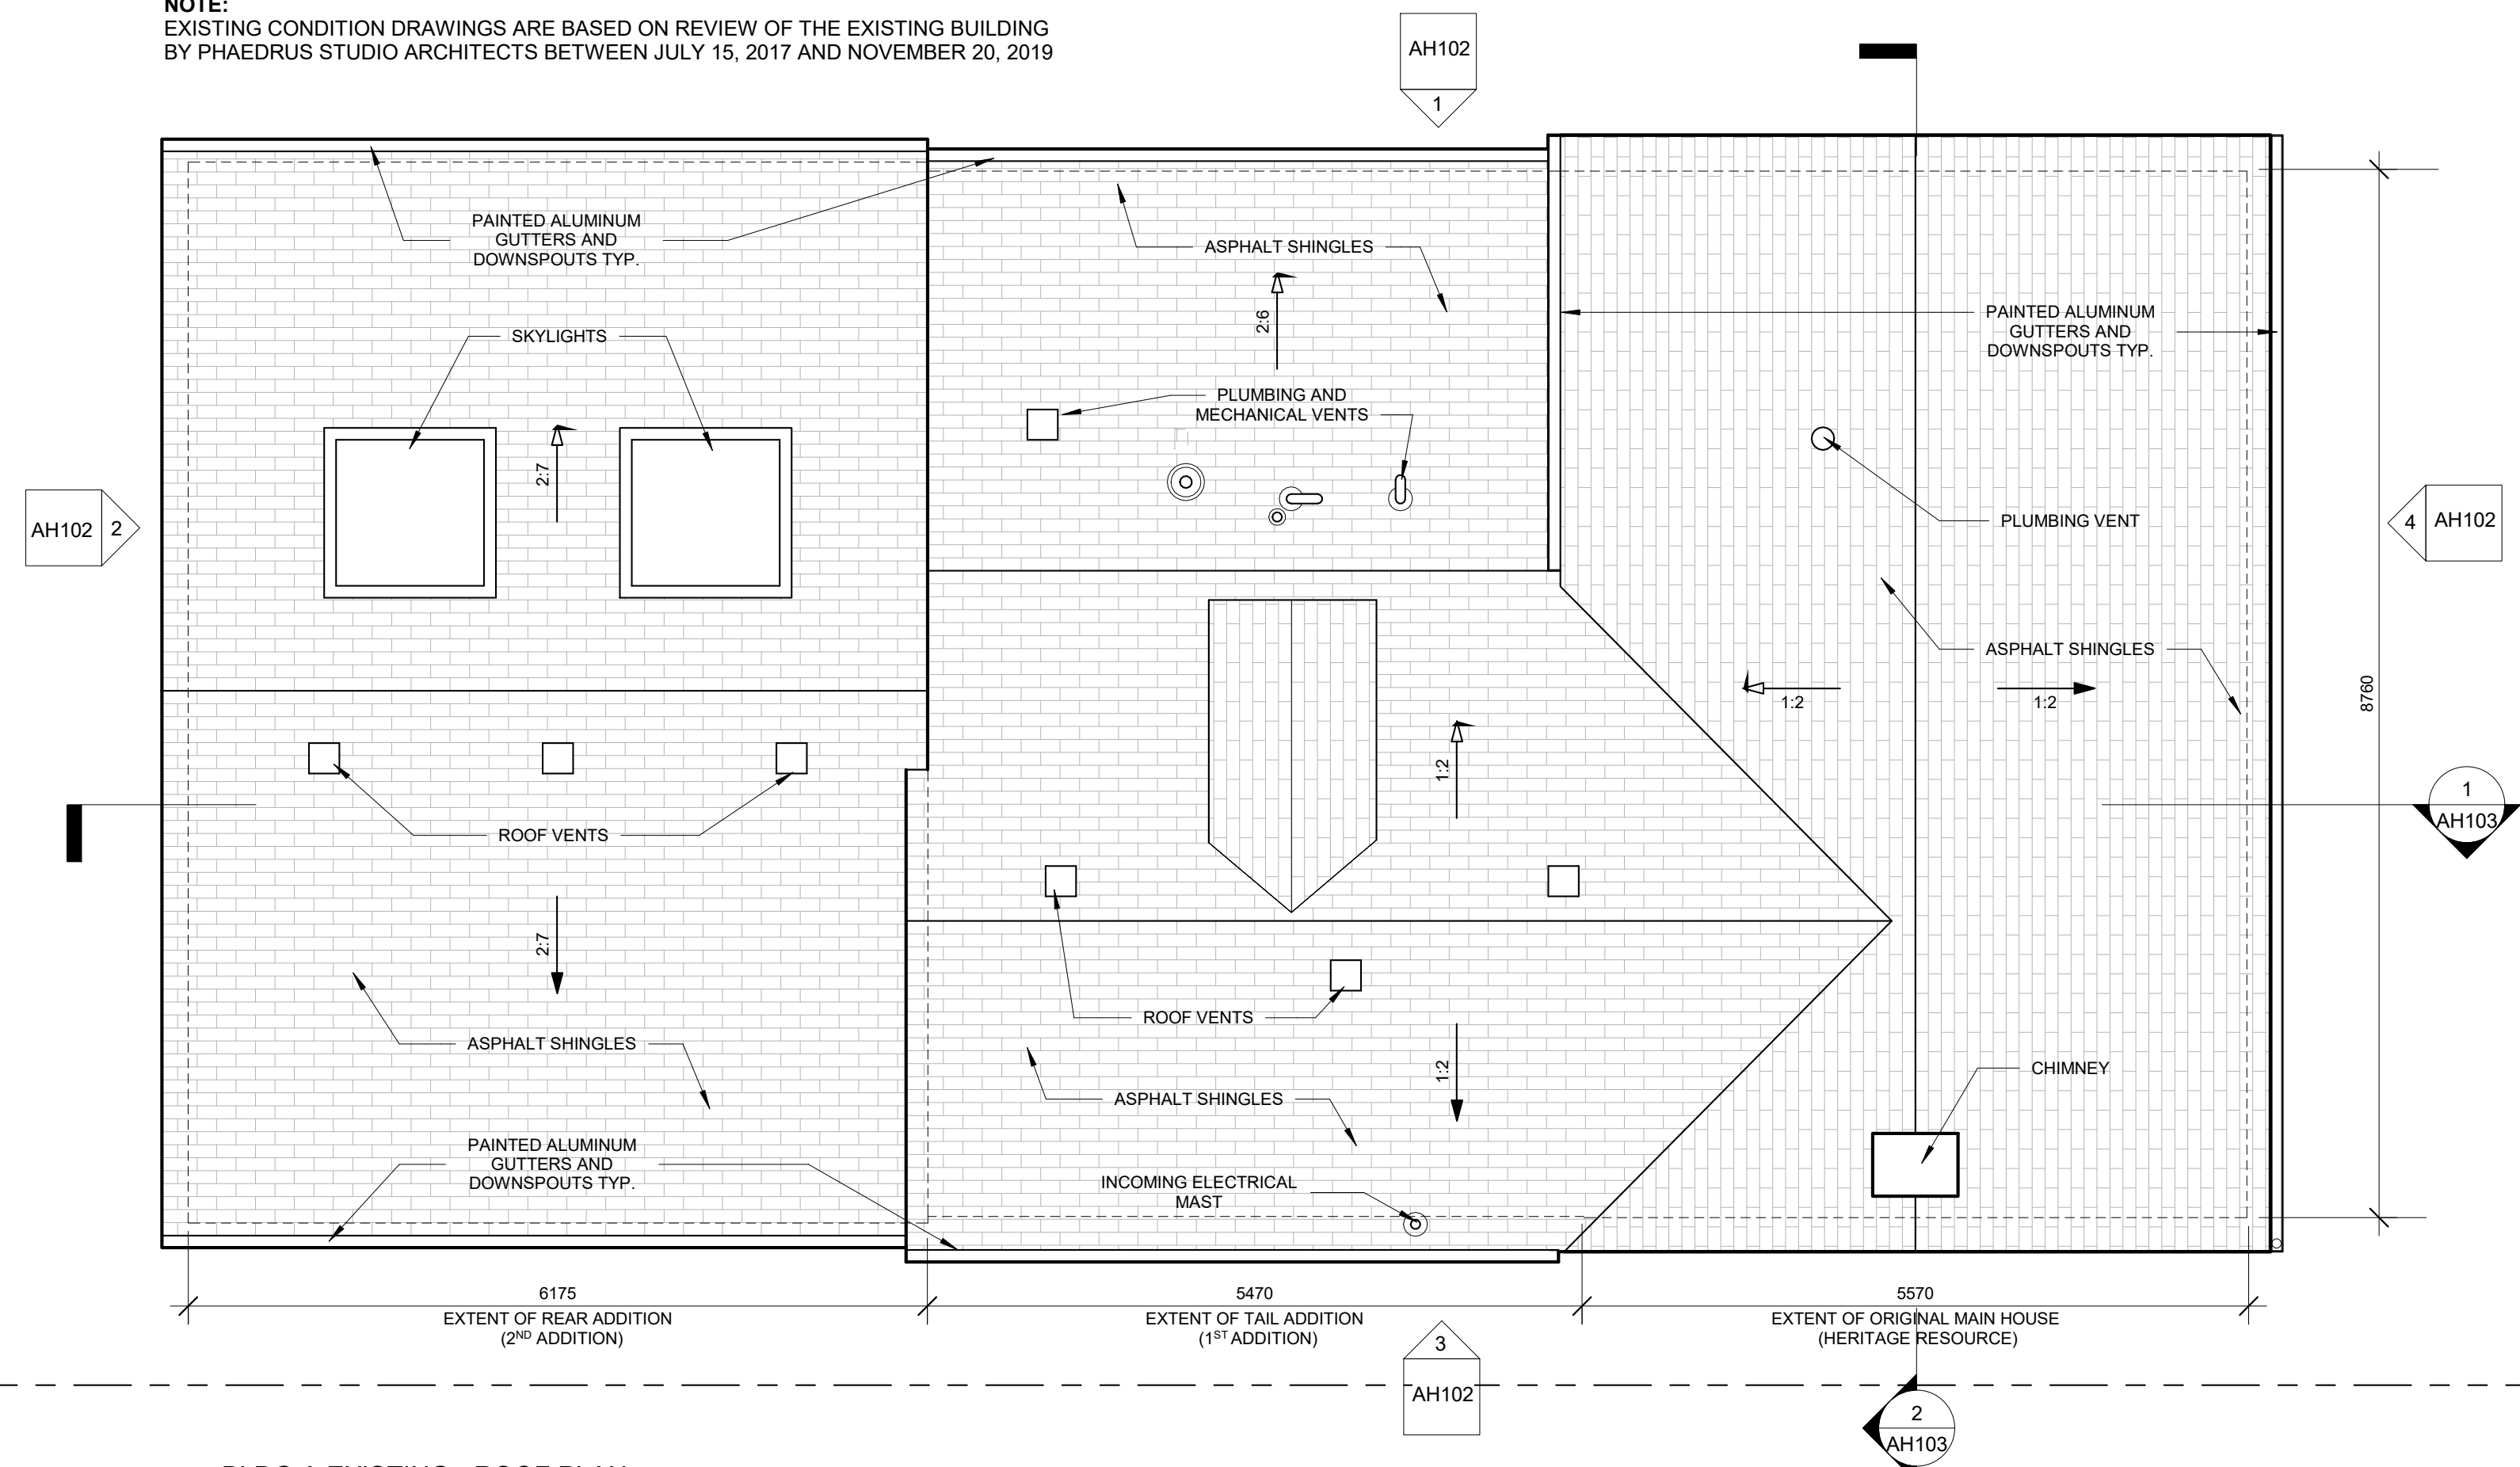 NOTE:
EXISTING CONDITION DRAWINGS ARE BASED ON REVIEW OF THE EXISTING BUILDING
BY PHAEDRUS STUDIO ARCHITECTS BETWEEN JULY 15, 2017 AND NOVEMBER 20, 2019
AH102
1
PAINTED ALUMINUM
GUTTERS AND
DOWNSPOUTS TYP.
ASPHALT SHINGLES
2:6
PAINTED ALUMINUM
GUTTERS AND
DOWNSPOUTS TYP.
SKYLIGHTS
PLUMBING AND
MECHANICAL VENTS
2:7
AH102
2
PLUMBING VENT
4
AH102
ASPHALT SHINGLES
1:2
1:2
8760
1:2
ROOF VENTS
1
AH103
2:7
ROOF VENTS
ASPHALT SHINGLES
1:2
CHIMNEY
ASPHALT SHINGLES
PAINTED ALUMINUM
GUTTERS AND
DOWNSPOUTS TYP.
INCOMING ELECTRICAL
MAST
6175
EXTENT OF REAR ADDITION
(2ND ADDITION)
5470
EXTENT OF TAIL ADDITION
(1ST ADDITION)
5570
EXTENT OF ORIGINAL MAIN HOUSE
(HERITAGE RESOURCE)
3
AH102
2
AH103